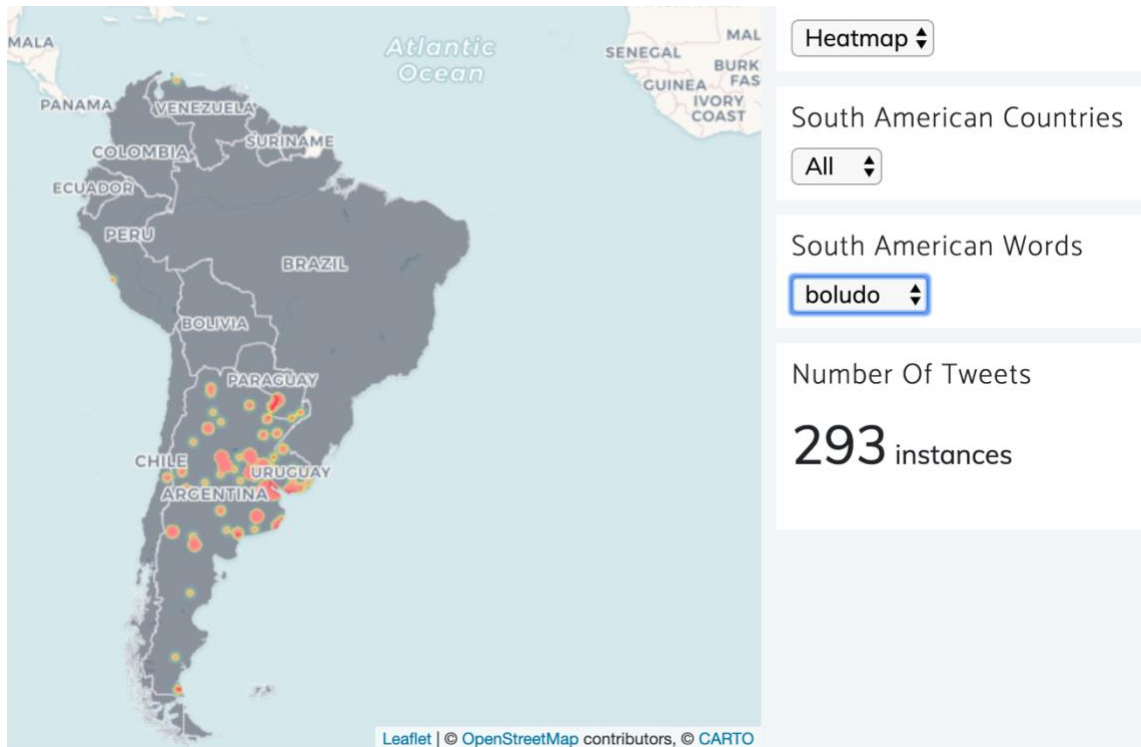 MALA
PANAMA
VENEZUELA
COLOMBIA
SURINAME
ECUADOR
PERU
BRAZIL
BOLIVIA
PARAGUAY
CHILE
URUGUAY
ARGENTINA
Atlantic
Ocean
SENEGAL
MAL
BURK
FAS
GUINEA
IVORY
COAST
Leaflet | © OpenStreetMap contributors, © CARTO
Heatmap
South American Countries
All
South American Words
boludo
Number Of Tweets
293 instances